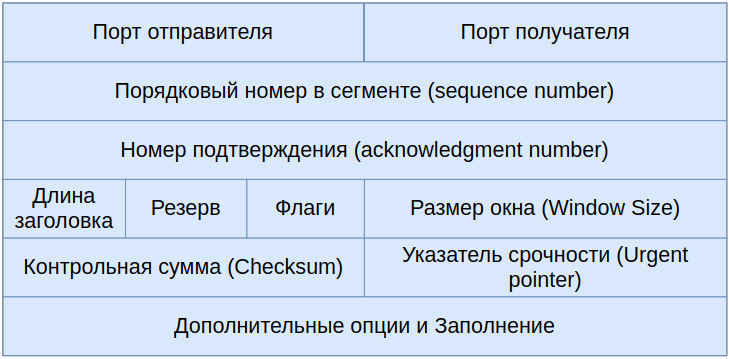 Порт отправителя
Порт получателя
Порядковый номер в сегменте (sequence number)
Номер подтверждения (acknowledgment number)
Длина
заголовка
Резерв
Флаги
Размер окна (Window Size)
Контрольная сумма (Checksum)
Указатель срочности (Urgent
pointer)
Дополнительные опции и Заполнение